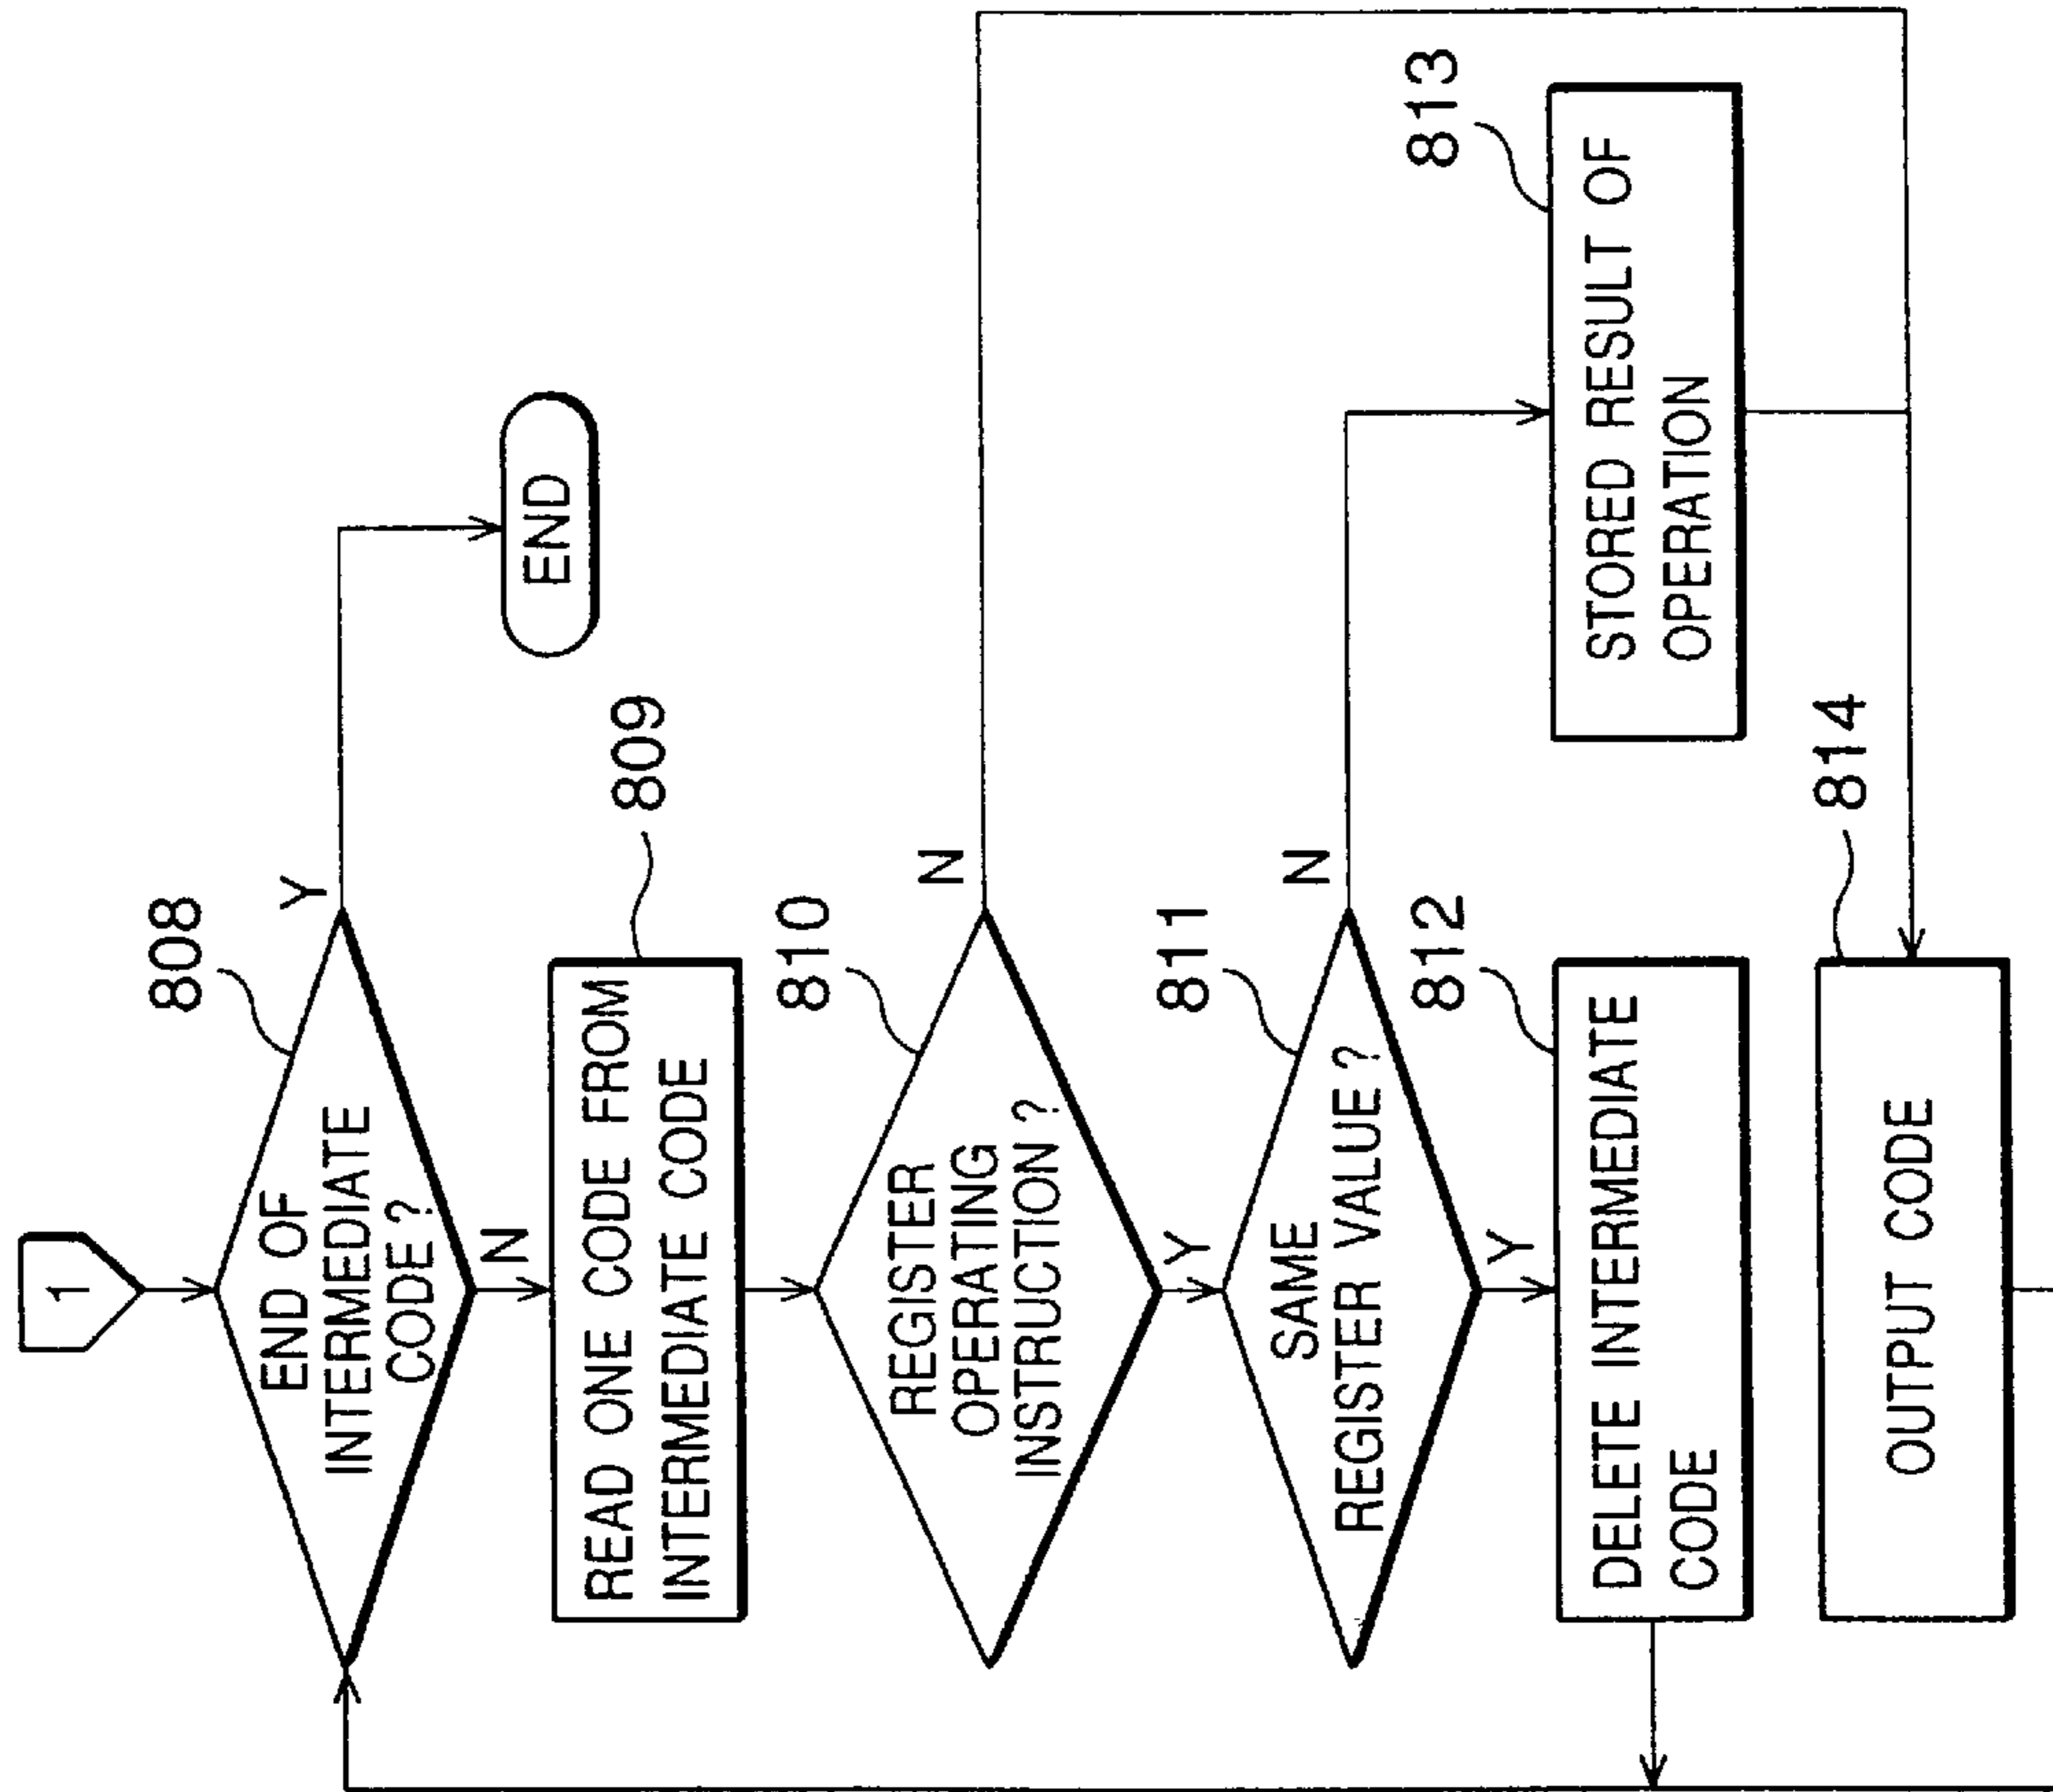 1
808
END OF
INTERMEDIATE
CODE ?
Y
END
N
809
READ ONE CODE FROM
INTERMEDIATE CODE
810
REGISTER
OPERATING
INSTRUCTION ?
N
Y
811
SAME
REGISTER VALUE ?
N
Y
812
DELETE INTERMEDIATE
CODE
813
STORED RESULT OF
OPERATION
814
OUTPUT CODE